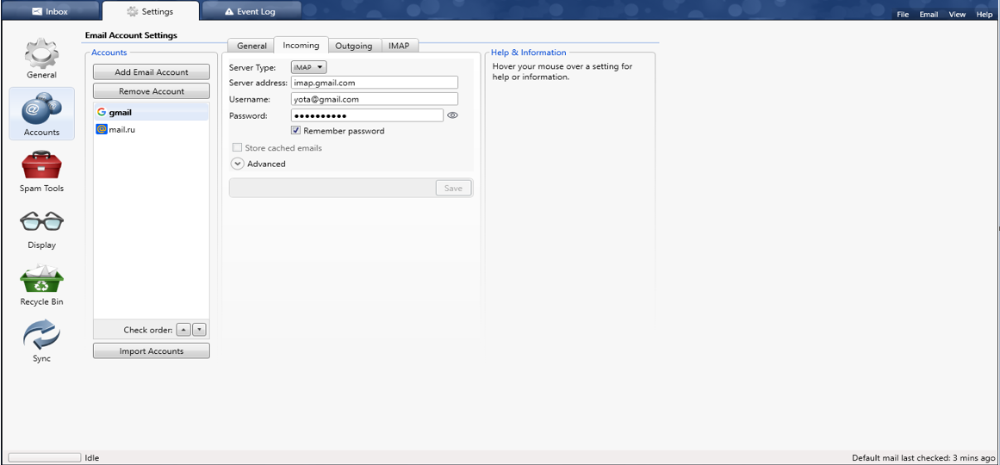 Inbox
Settings
Event Log
File Email View Help
Email Account Settings
General
Accounts
Spam Tools
Display
Recycle Bin
Sync
Accounts
Add Email Account
Remove Account
gmail
@ mail.ru
Check order:
Import Accounts
General Incoming Outgoing IMAP
Server Type: IMAP
Server address: imap.gmail.com
Username: yota@gmail.com
Password: ●●●●●●●●●●
Remember password
Store cached emails
Advanced
Save
Help & Information
Hover your mouse over a setting for
help or information.
Idle
Default mail last checked: 3 mins ago